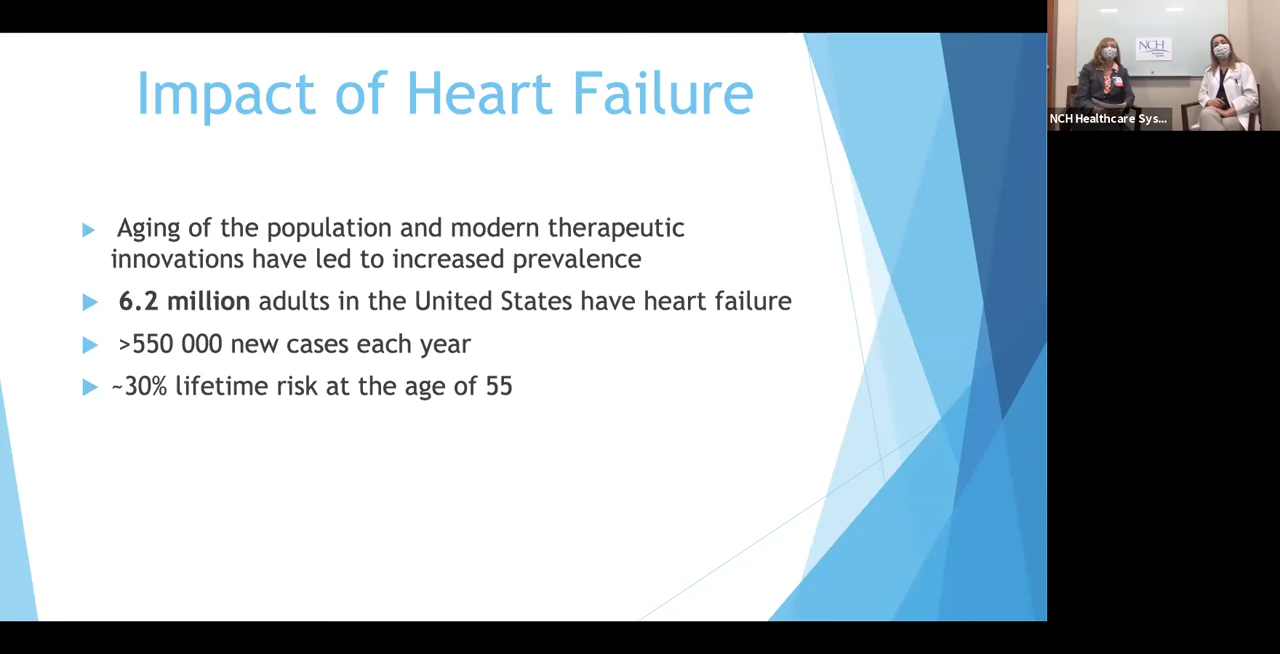 Impact of Heart Failure
Aging of the population and modern therapeutic
innovations have led to increased prevalence
6.2 million adults in the United States have heart failure
>550 000 new cases each year
~30% lifetime risk at the age of 55
NCH
NCH Healthcare Sys...